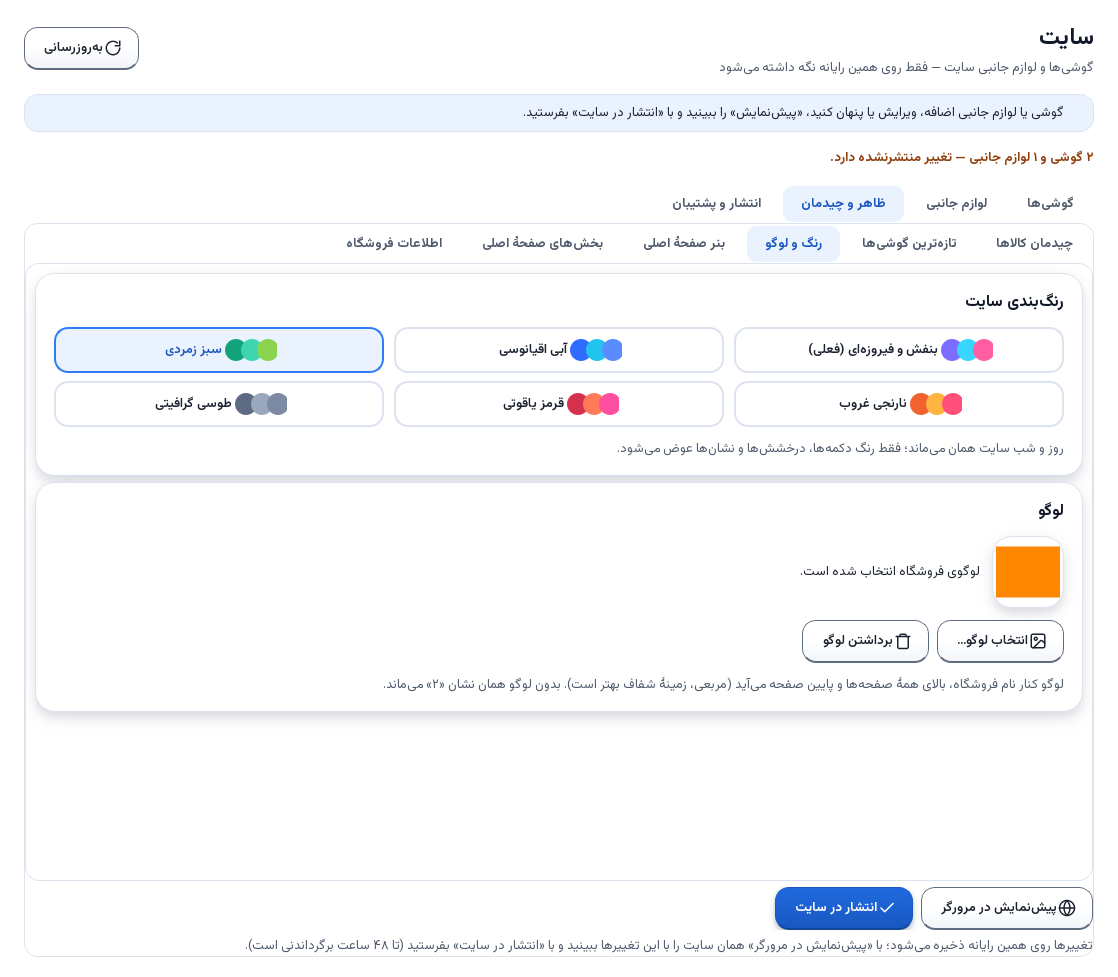 سایت
به‌روزرسانی
گوشی‌ها و لوازم جانبی سایت — فقط روی همین رایانه نگه داشته می‌شود
گوشی یا لوازم جانبی اضافه، ویرایش یا پنهان کنید، «پیش‌نمایش» را ببینید و با «انتشار در سایت» بفرستید.
۲ گوشی و ۱ لوازم جانبی — تغییر منتشرنشده دارد.
گوشی‌ها لوازم جانبی ظاهر و چیدمان انتشار و پشتیبان
چیدمان کالاها تازه‌ترین گوشی‌ها رنگ و لوگو بنر صفحهٔ اصلی بخش‌های صفحهٔ اصلی اطلاعات فروشگاه
رنگ‌بندی سایت
بنفش و فیروزه‌ای (فعلی) آبی اقیانوسی سبز زمردی
نارنجی غروب قرمز یاقوتی طوسی گرافیتی
روز و شب سایت همان می‌ماند؛ فقط رنگ دکمه‌ها، درخشش‌ها و نشان‌ها عوض می‌شود.
لوگو
لوگوی فروشگاه انتخاب شده است.
انتخاب لوگو... برداشتن لوگو
لوگو کنار نام فروشگاه، بالای همهٔ صفحه‌ها و پایین صفحه می‌آید (مربعی، زمینهٔ شفاف بهتر است). بدون لوگو همان نشان «۲» می‌ماند.
پیش‌نمایش در مرورگر انتشار در سایت
تغییرها روی همین رایانه ذخیره می‌شود؛ با «پیش‌نمایش در مرورگر» همان سایت را با این تغییرها ببینید و با «انتشار در سایت» بفرستید (تا ۴۸ ساعت برگرداندنی است).